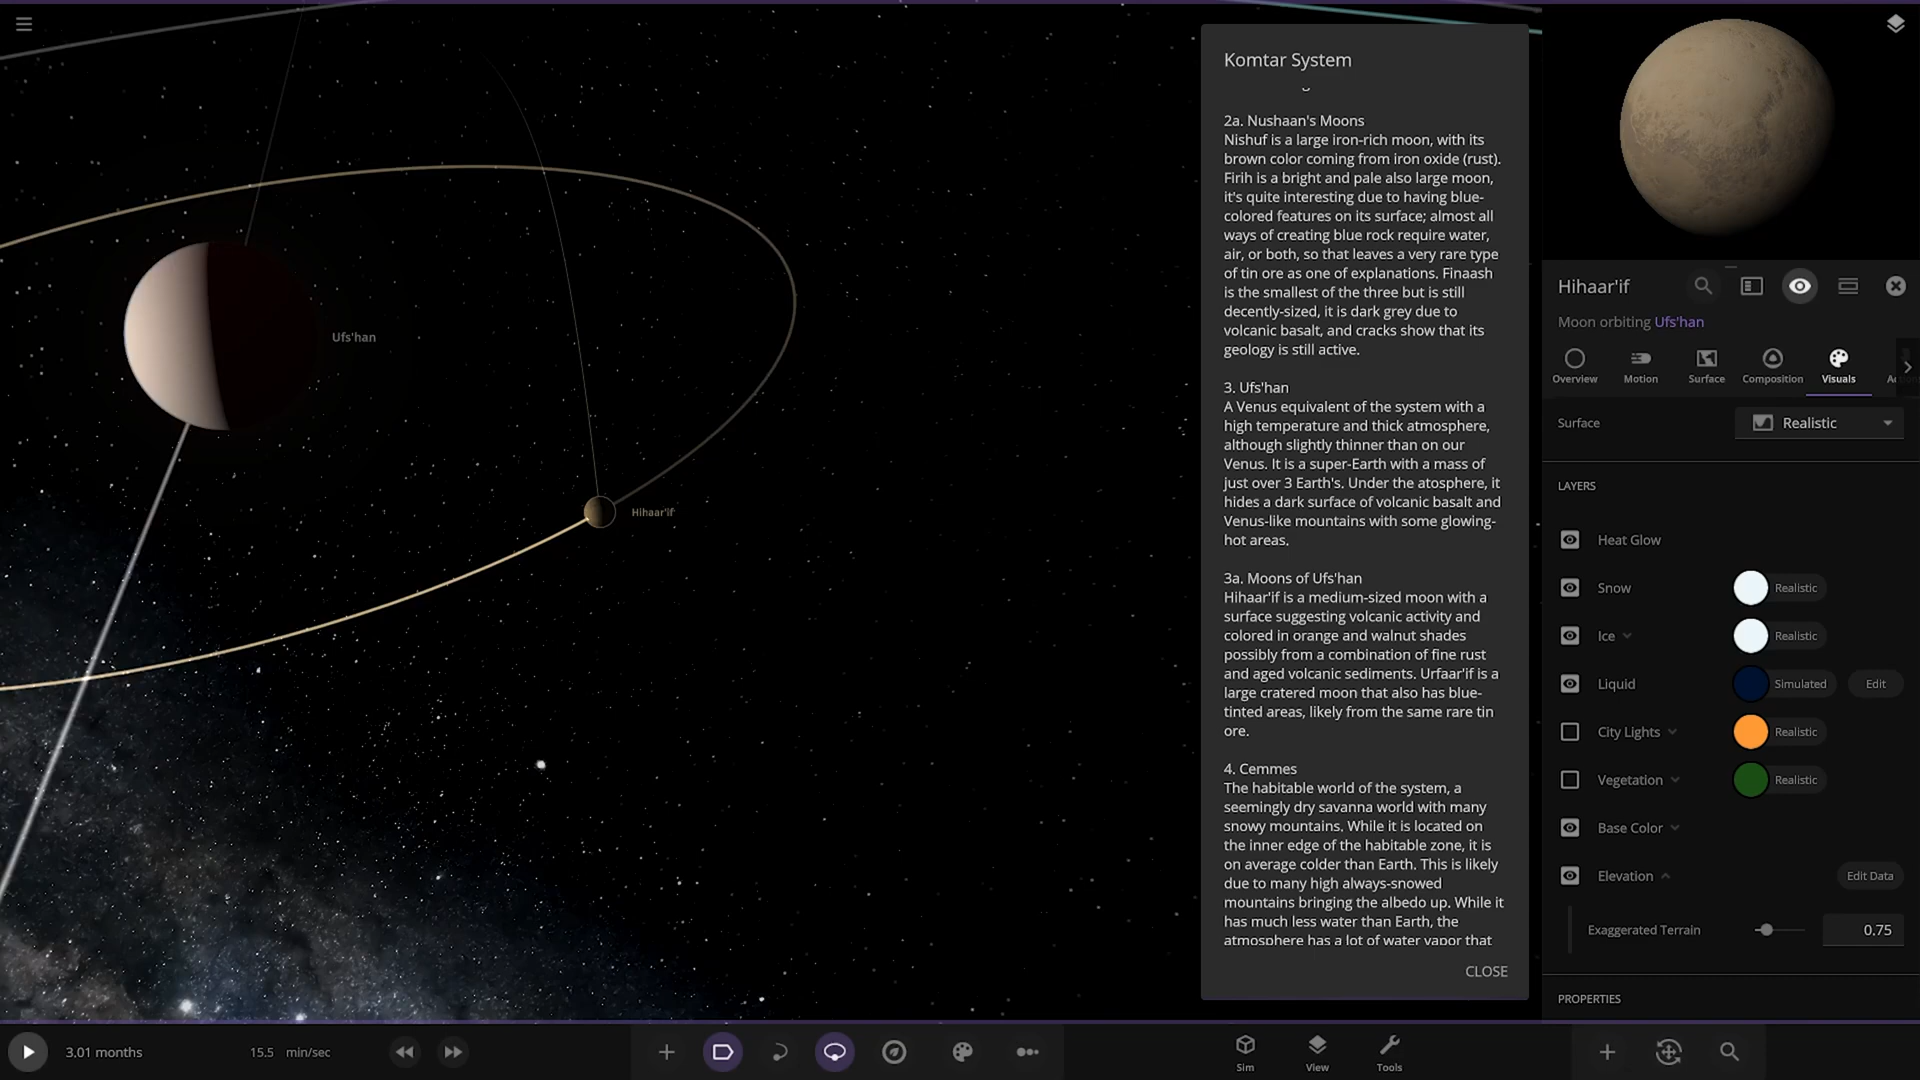 Komtar System
2a. Nushaan's Moons
Nishuf is a large iron-rich moon, with its
brown color coming from iron oxide (rust).
Firih is a bright and pale also large moon,
it's quite interesting due to having blue-
colored features on its surface; almost all
ways of creating blue rock require water,
air, or both, so that leaves a very rare type
of tin ore as one of explanations. Finaash
is the smallest of the three but is still
decently-sized, it is dark grey due to
volcanic basalt, and cracks show that its
geology is still active.
3. Ufs'han
A Venus equivalent of the system with a
high temperature and thick atmosphere,
although slightly thinner than on our
Venus. It is a super-Earth with a mass of
just over 3 Earth's. Under the atosphere, it
hides a dark surface of volcanic basalt and
Venus-like mountains with some glowing-
hot areas.
3a. Moons of Ufs'han
Hihaar'if is a medium-sized moon with a
surface suggesting volcanic activity and
colored in orange and walnut shades
possibly from a combination of fine rust
and aged volcanic sediments. Urfaar'if is a
large cratered moon that also has blue-
tinted areas, likely from the same rare tin
ore.
4. Cemmes
The habitable world of the system, a
seemingly dry savanna world with many
snowy mountains. While it is located on
the inner edge of the habitable zone, it is
on average colder than Earth. This is likely
due to many high always-snowed
mountains bringing the albedo up. While it
has much less water than Earth, the
atmosphere has a lot of water vapor that
CLOSE
Ufs'han
Hihaar'if
Hihaar'if
Moon orbiting Ufs'han
Overview Motion Surface Composition Visuals
Surface Realistic
LAYERS
Heat Glow
Snow Realistic
Ice Realistic
Liquid Simulated Edit
City Lights Realistic
Vegetation Realistic
Base Color
Elevation Edit Data
Exaggerated Terrain 0.75
PROPERTIES
3.01 months 15.5 min/sec
Sim View Tools